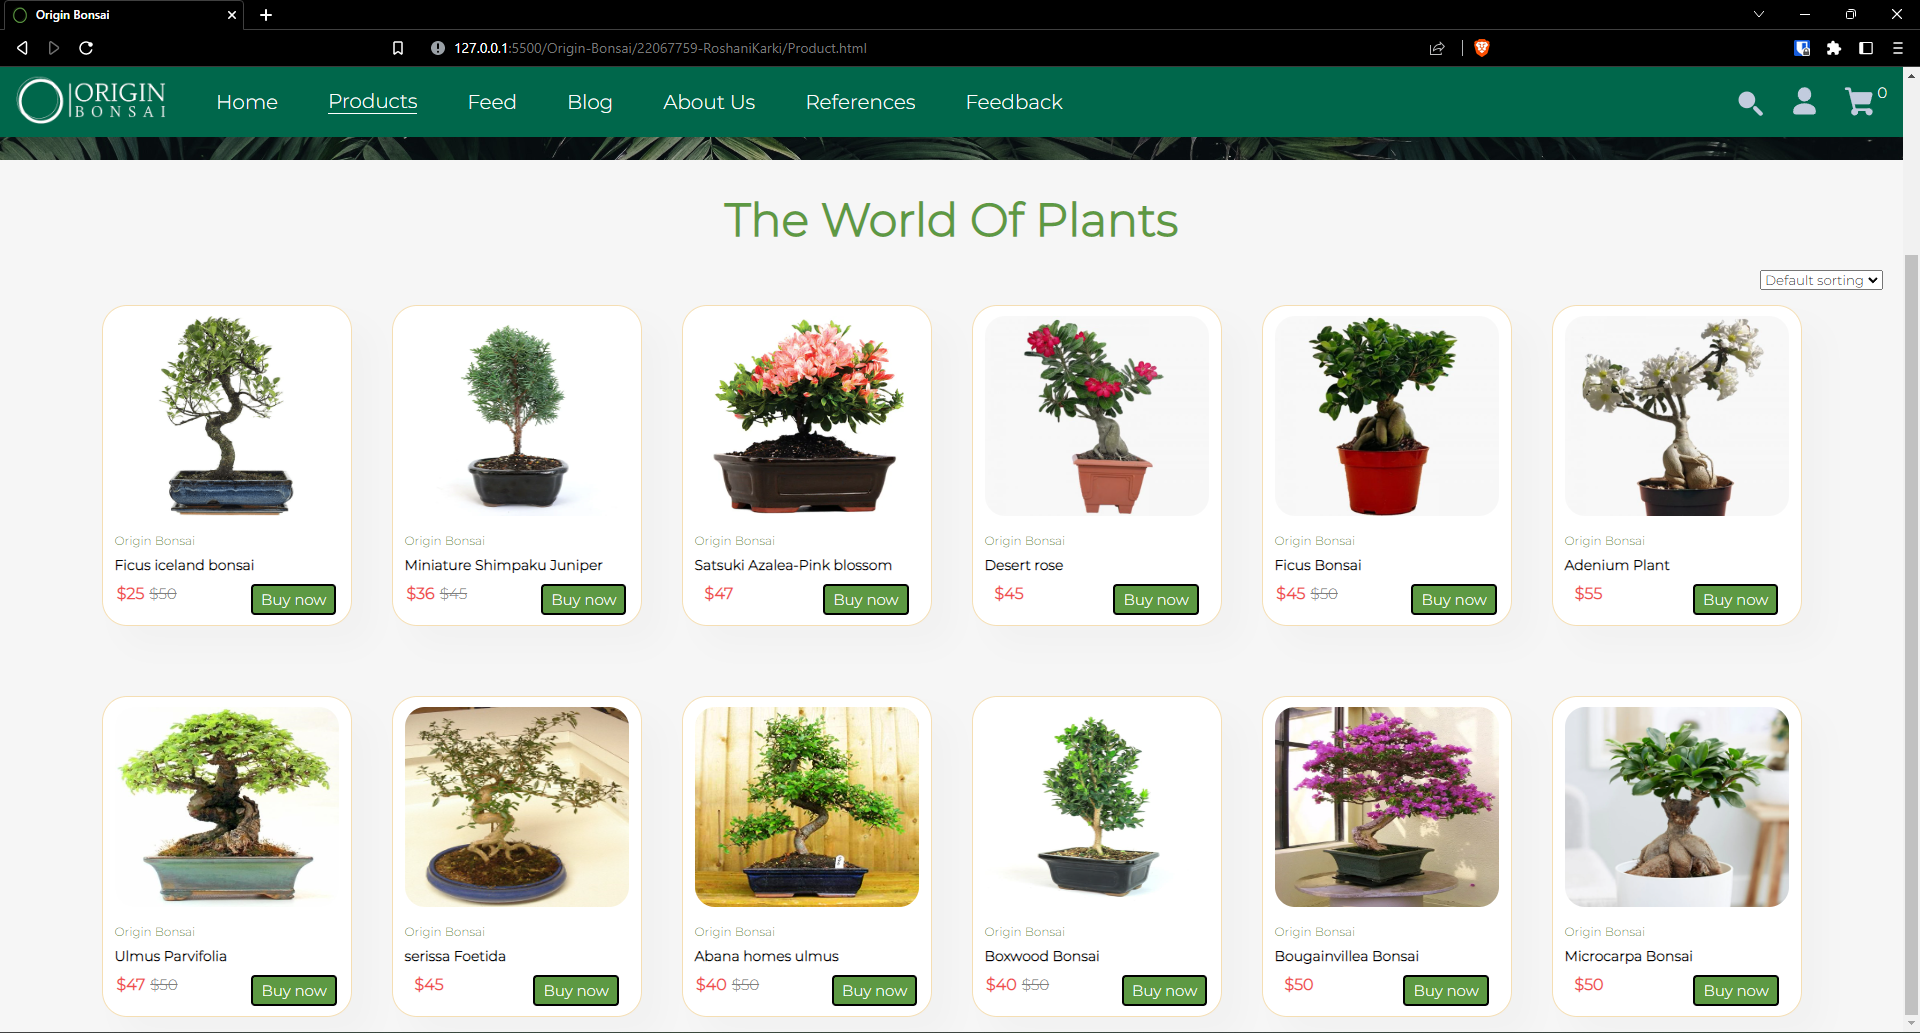 Origin Bonsai
127.0.0.1:5500/Origin-Bonsai/22067759-RoshaniKarki/Product.html
ORIGIN
BONSAI
Home
Products
Feed
Blog
About Us
References
Feedback
0
The World Of Plants
Default sorting
Origin Bonsai
Ficus iceland bonsai
$25 $50
Buy now
Origin Bonsai
Miniature Shimpaku Juniper
$36 $45
Buy now
Origin Bonsai
Satsuki Azalea-Pink blossom
$47
Buy now
Origin Bonsai
Desert rose
$45
Buy now
Origin Bonsai
Ficus Bonsai
$45 $50
Buy now
Origin Bonsai
Adenium Plant
$55
Buy now
Origin Bonsai
Ulmus Parvifolia
$47 $50
Buy now
Origin Bonsai
serissa Foetida
$45
Buy now
Origin Bonsai
Abana homes ulmus
$40 $50
Buy now
Origin Bonsai
Boxwood Bonsai
$40 $50
Buy now
Origin Bonsai
Bougainvillea Bonsai
$50
Buy now
Origin Bonsai
Microcarpa Bonsai
$50
Buy now